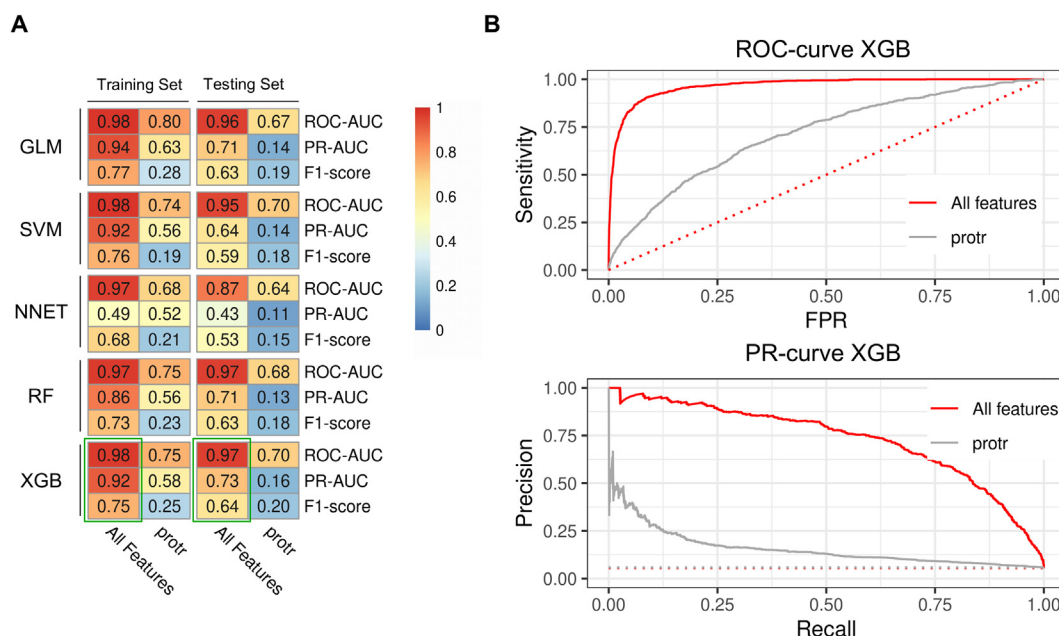 A
Training Set Testing Set
GLM
0.98 0.80 0.96 0.67 ROC-AUC
0.94 0.63 0.71 0.14 PR-AUC
0.77 0.28 0.63 0.19 F1-score
SVM
0.98 0.74 0.95 0.70 ROC-AUC
0.92 0.56 0.64 0.14 PR-AUC
0.76 0.19 0.59 0.18 F1-score
NNET
0.97 0.68 0.87 0.64 ROC-AUC
0.49 0.52 0.43 0.11 PR-AUC
0.68 0.21 0.53 0.15 F1-score
RF
0.97 0.75 0.97 0.68 ROC-AUC
0.86 0.56 0.71 0.13 PR-AUC
0.73 0.23 0.63 0.18 F1-score
XGB
0.98 0.75 0.97 0.70 ROC-AUC
0.92 0.58 0.73 0.16 PR-AUC
0.75 0.25 0.64 0.20 F1-score
All Features protr All Features protr
1
0.8
0.6
0.4
0.2
0
B
ROC-curve XGB
Sensitivity
1.00
0.75
0.50
0.25
0.00
All features
protr
0.00 0.25 0.50 0.75 1.00
FPR
PR-curve XGB
Precision
1.00
0.75
0.50
0.25
0.00
All features
protr
0.00 0.25 0.50 0.75 1.00
Recall